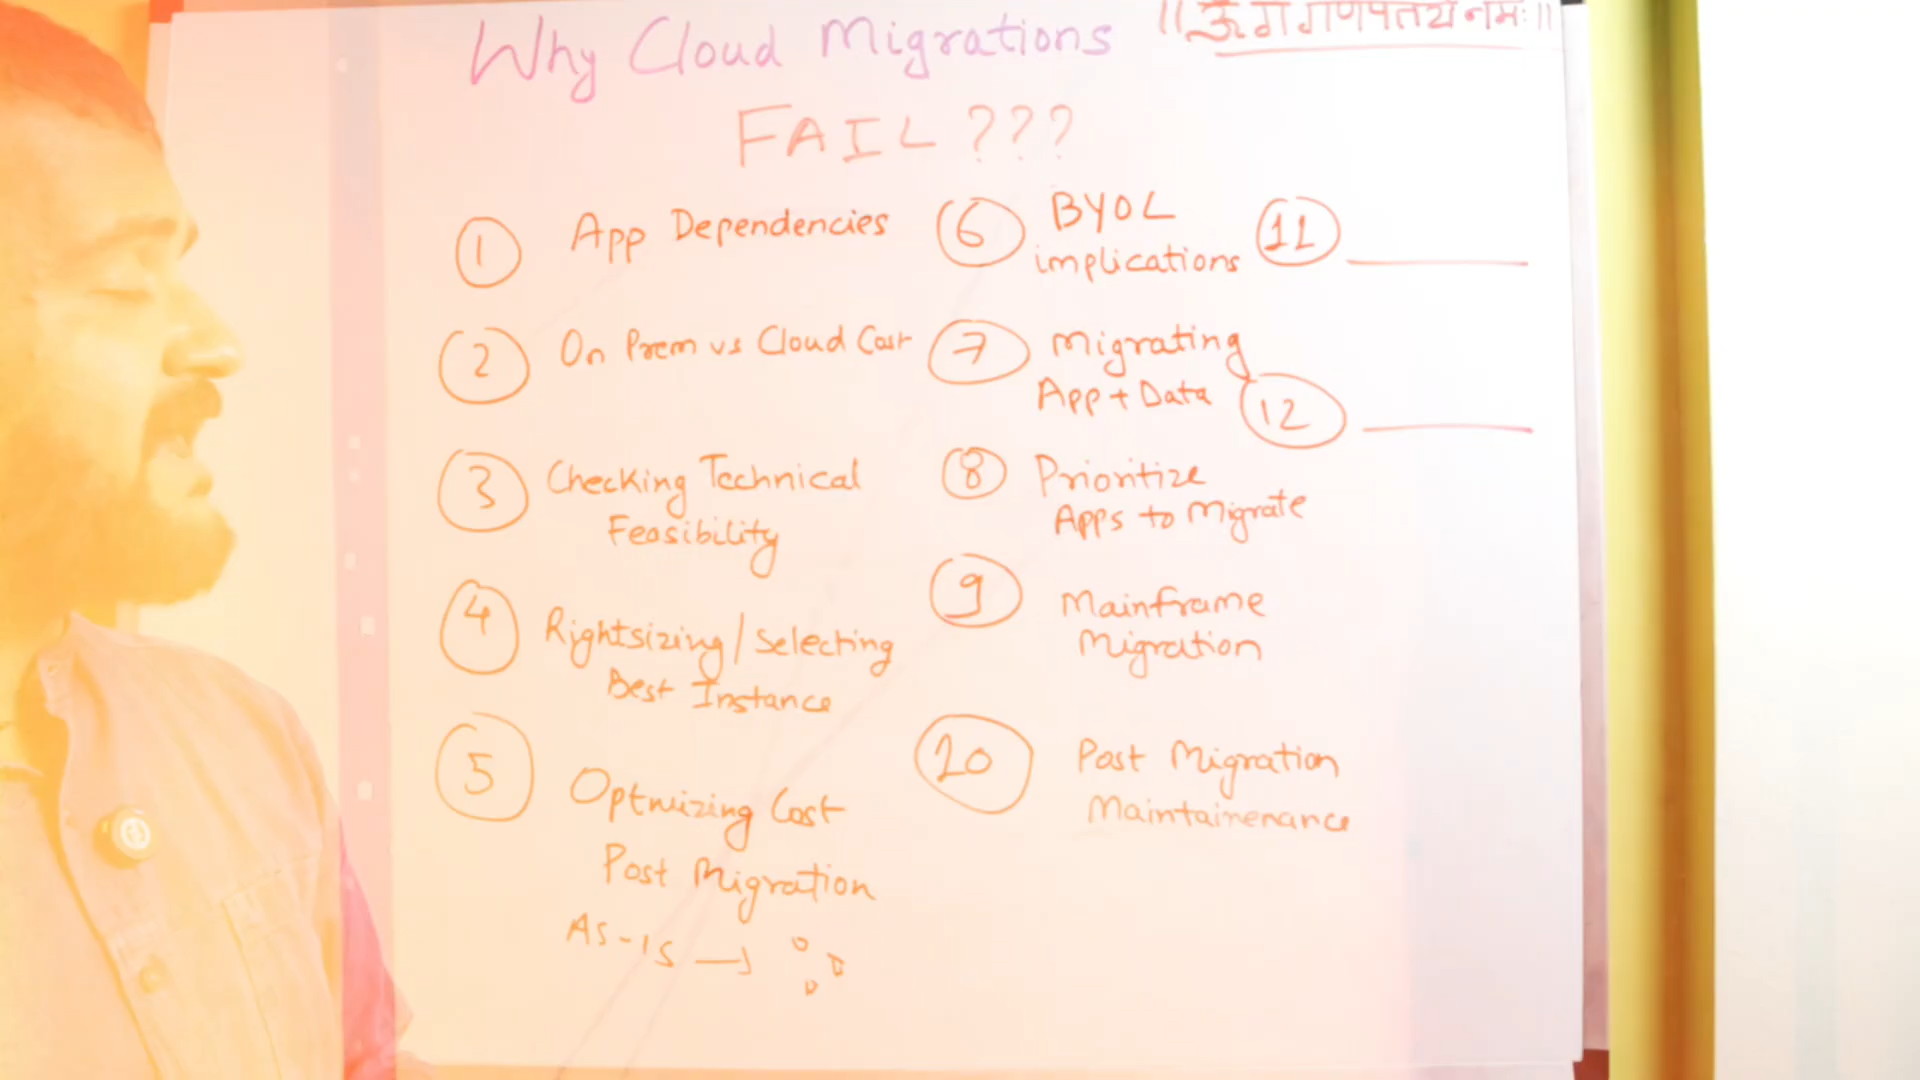 Why Cloud Migrations
FAIL ???
॥ ॐ गं गणपतये नमः ॥
1 App Dependencies
2 On Prem vs Cloud Cost
3 Checking Technical
Feasibility
4 Rightsizing / Selecting
Best Instance
5 Optmizing Cost
Post Migration
As-is →
6 BYOL
implications
7 Migrating
App + Data
8 Prioritize
Apps to Migrate
9 Mainframe
Migration
10 Post Migration
Maintainenance
11
12